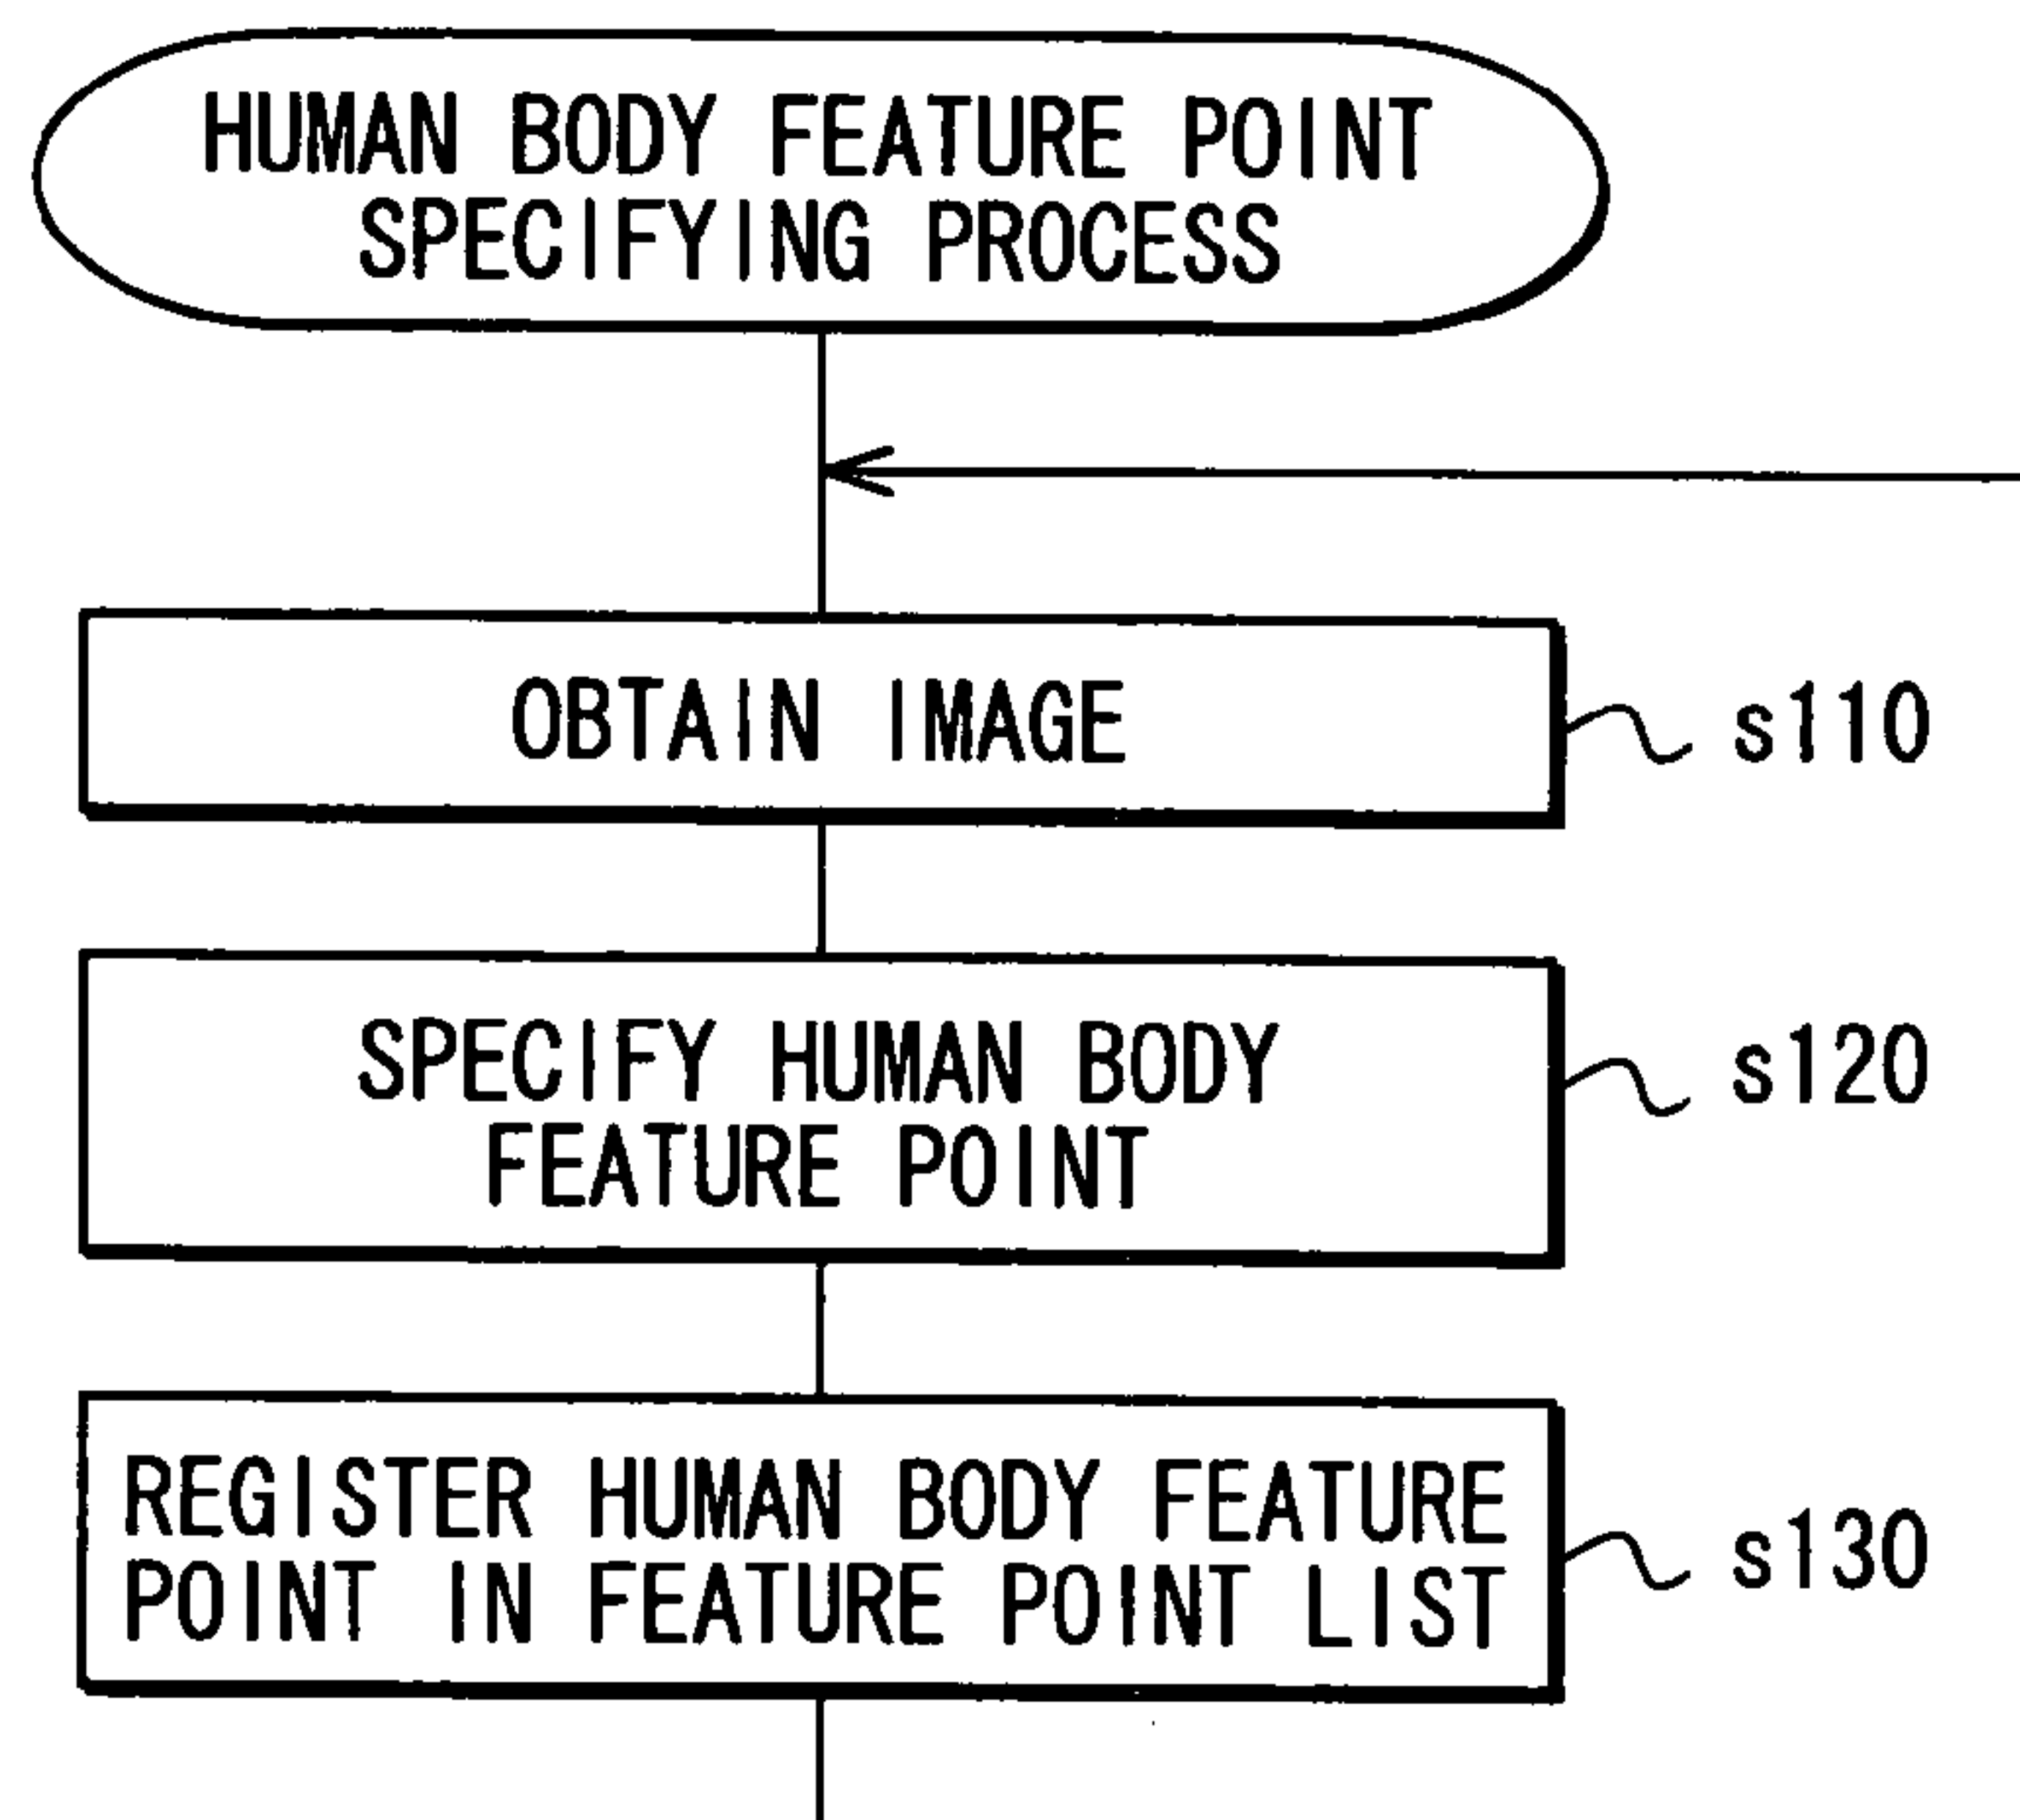 HUMAN BODY FEATURE POINT
SPECIFYING PROCESS
OBTAIN IMAGE
s110
SPECIFY HUMAN BODY
FEATURE POINT
s120
REGISTER HUMAN BODY FEATURE
POINT IN FEATURE POINT LIST
s130